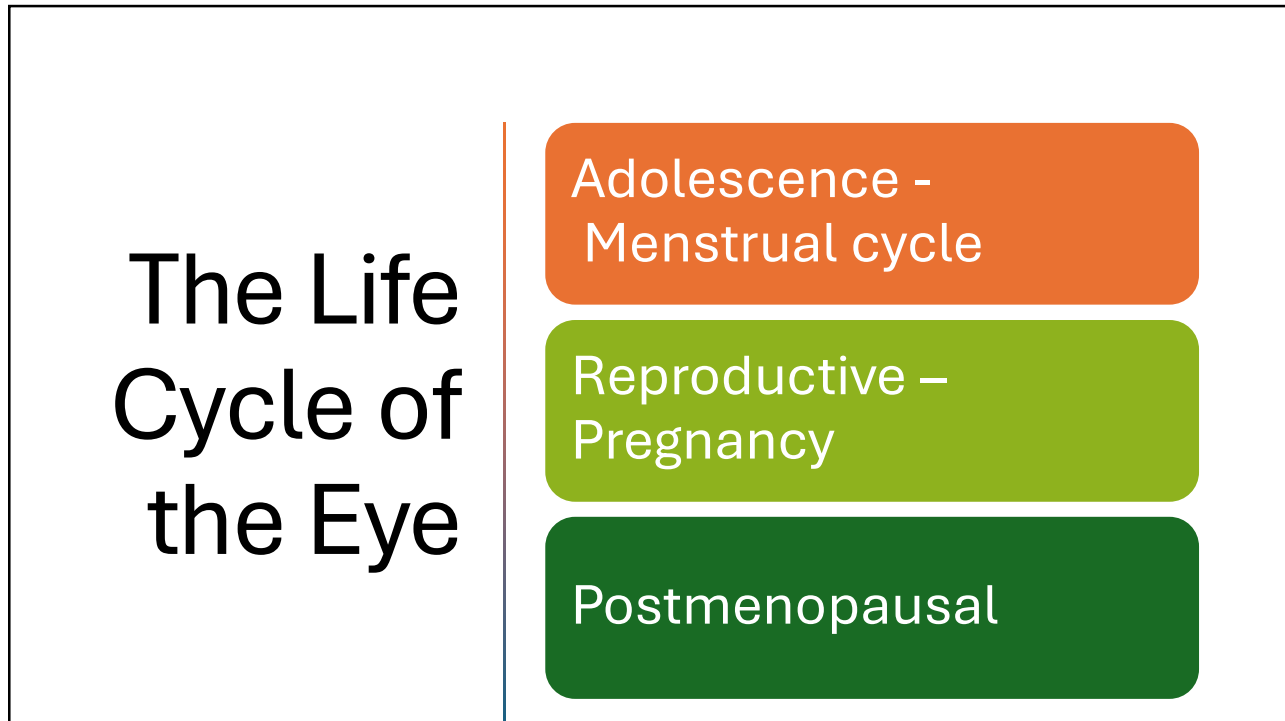 The Life
Cycle of
the Eye
Adolescence -
Menstrual cycle
Reproductive –
Pregnancy
Postmenopausal